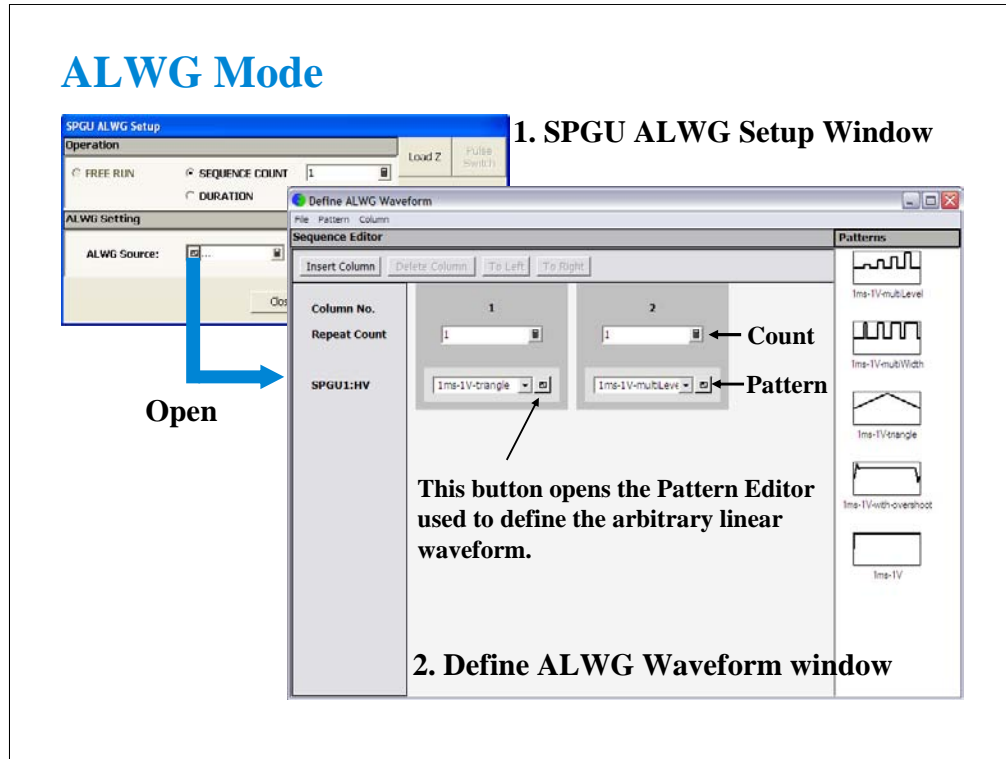 ALWG Mode
SPGU ALWG Setup
1. SPGU ALWG Setup Window
Operation
Load Z
Pulse Switch
FREE RUN
SEQUENCE COUNT
1
DURATION
ALWG Setting
ALWG Source:
...
Clos
Open
Define ALWG Waveform
File Pattern Column
Sequence Editor
Patterns
Insert Column
Delete Column
To Left
To Right
Column No.
1
2
Repeat Count
1
1
Count
SPGU1:HV
1ms-1V-trangle
1ms-1V-multiLeve
Pattern
This button opens the Pattern Editor
used to define the arbitrary linear
waveform.
2. Define ALWG Waveform window
1ms-1V-multiLevel
1ms-1V-multiWidth
1ms-1V-triangle
1ms-1V-with-overshoot
1ms-1V